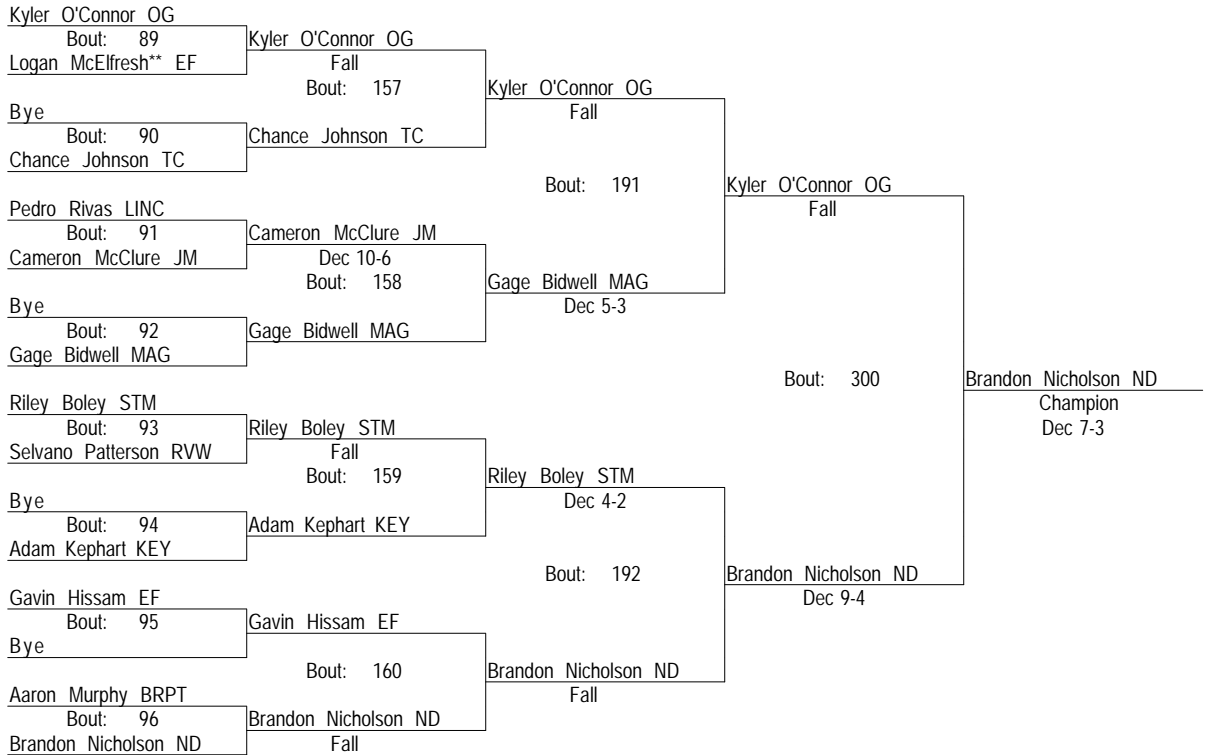 Kyler O'Connor OG
Bout: 89
Logan McElfresh** EF
Bye
Bout: 90
Chance Johnson TC
Pedro Rivas LINC
Bout: 91
Cameron McClure JM
Bye
Bout: 92
Gage Bidwell MAG
Riley Boley STM
Bout: 93
Selvano Patterson RVW
Bye
Bout: 94
Adam Kephart KEY
Gavin Hissam EF
Bout: 95
Bye
Aaron Murphy BRPT
Bout: 96
Brandon Nicholson ND
Kyler O'Connor OG
Fall
Bout: 157
Chance Johnson TC
Cameron McClure JM
Dec 10-6
Bout: 158
Gage Bidwell MAG
Riley Boley STM
Fall
Bout: 159
Adam Kephart KEY
Gavin Hissam EF
Bout: 160
Brandon Nicholson ND
Fall
Kyler O'Connor OG
Fall
Bout: 191
Gage Bidwell MAG
Dec 5-3
Riley Boley STM
Dec 4-2
Bout: 192
Brandon Nicholson ND
Fall
Kyler O'Connor OG
Fall
Bout: 300
Brandon Nicholson ND
Dec 9-4
Brandon Nicholson ND
Champion
Dec 7-3